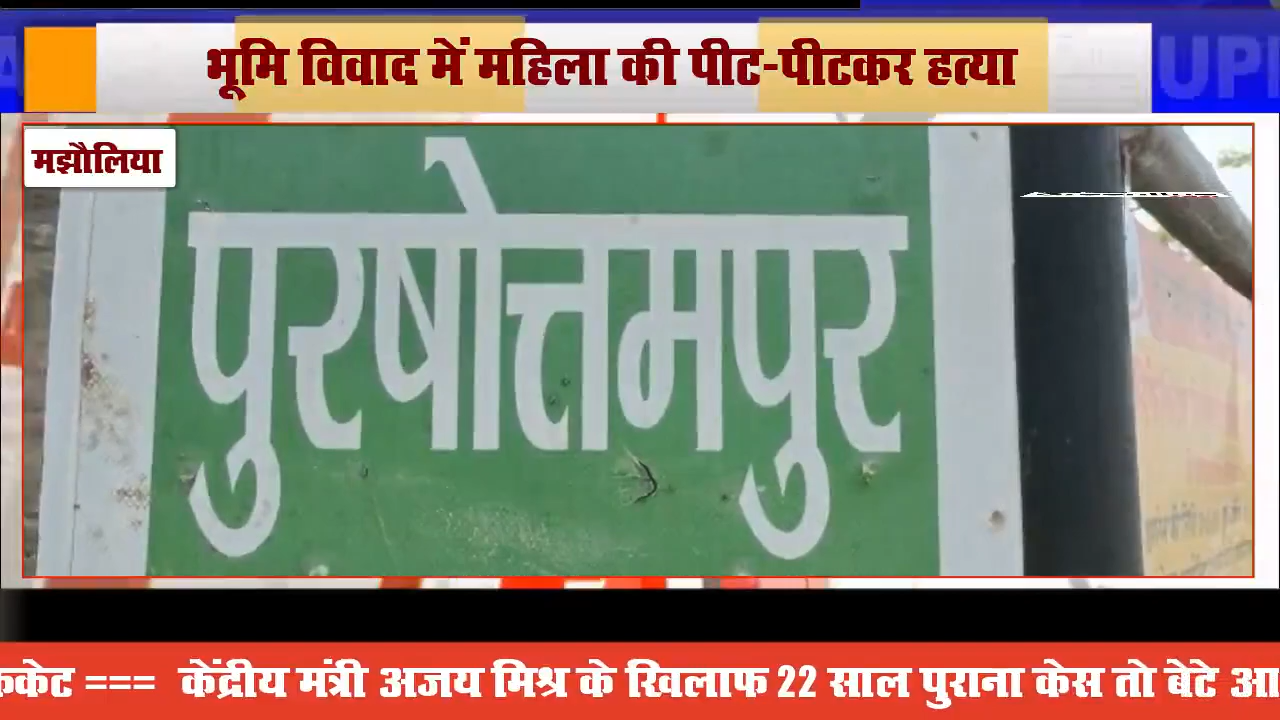 भूमि विवाद में महिला की पीट-पीटकर हत्या
मझौलिया
पुरषोत्तमपुर
केंद्रीय मंत्री अजय मिश्र के खिलाफ 22 साल पुराना केस तो बेटे